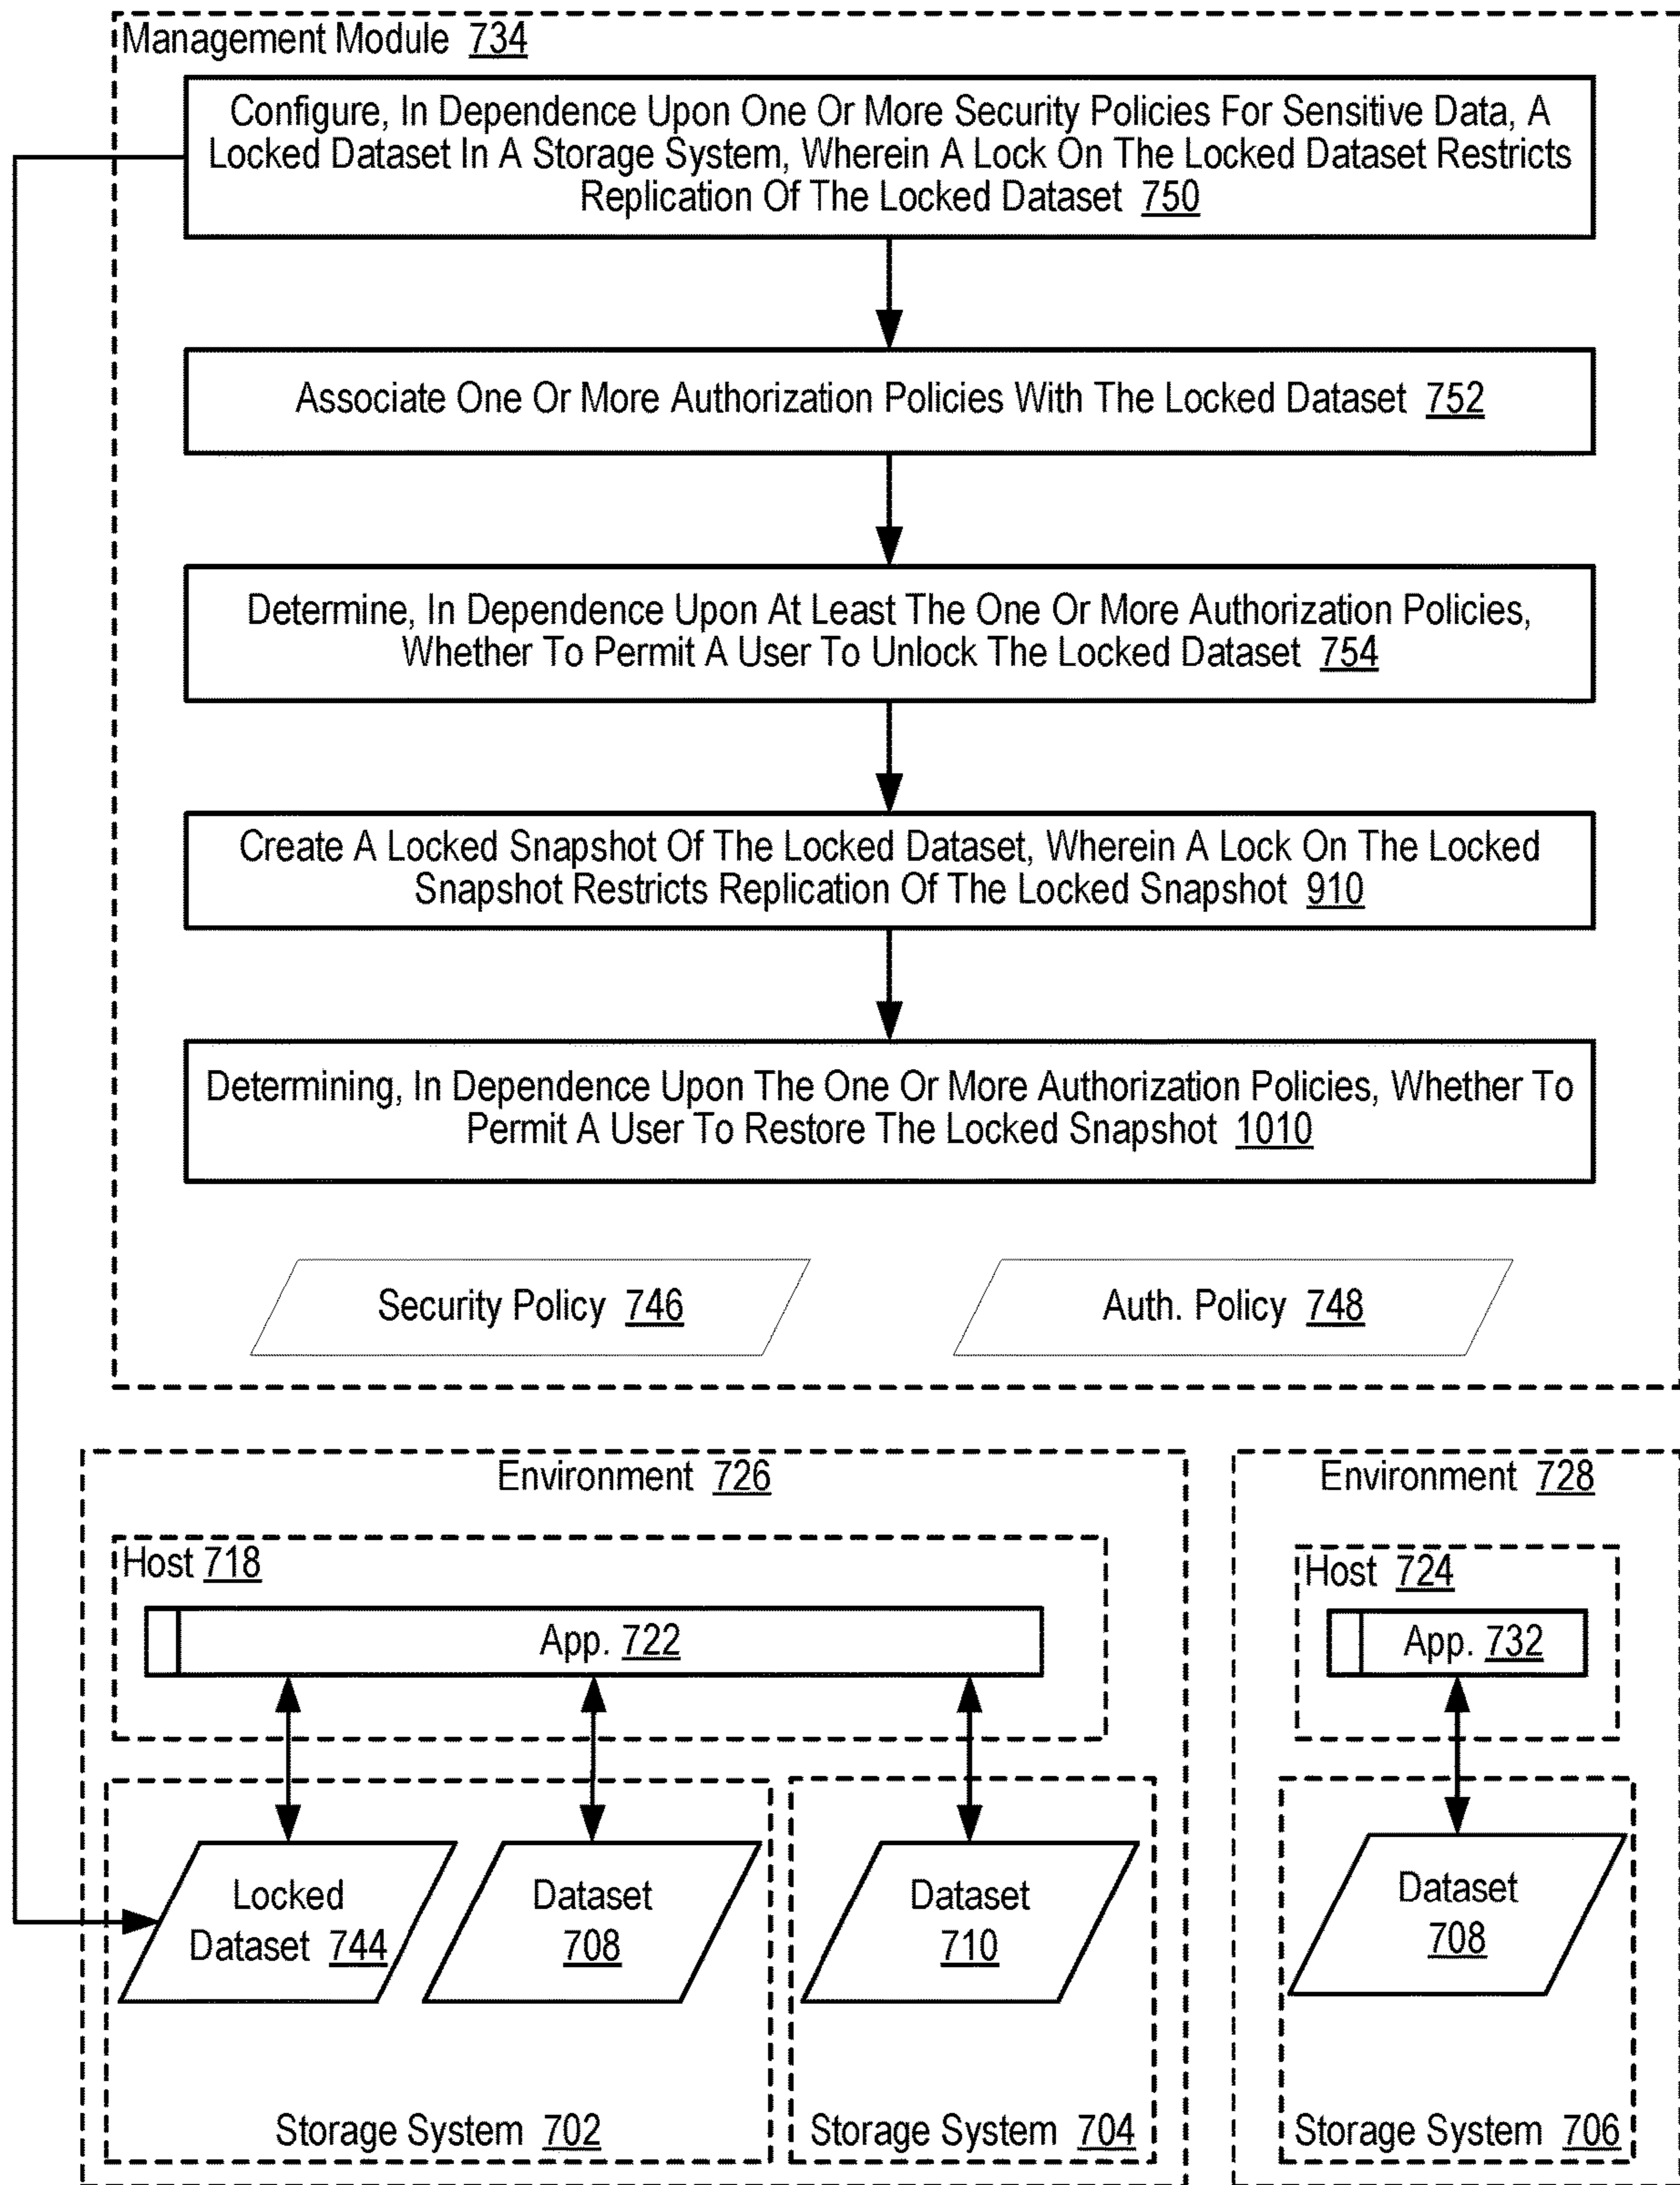 Management Module 734
Configure, In Dependence Upon One Or More Security Policies For Sensitive Data, A
Locked Dataset In A Storage System, Wherein A Lock On The Locked Dataset Restricts
Replication Of The Locked Dataset 750
Associate One Or More Authorization Policies With The Locked Dataset 752
Determine, In Dependence Upon At Least The One Or More Authorization Policies,
Whether To Permit A User To Unlock The Locked Dataset 754
Create A Locked Snapshot Of The Locked Dataset, Wherein A Lock On The Locked
Snapshot Restricts Replication Of The Locked Snapshot 910
Determining, In Dependence Upon The One Or More Authorization Policies, Whether To
Permit A User To Restore The Locked Snapshot 1010
Security Policy 746
Auth. Policy 748
Environment 726
Host 718
App. 722
Locked
Dataset 744
Dataset
708
Dataset
710
Storage System 702
Storage System 704
Environment 728
Host 724
App. 732
Dataset
708
Storage System 706